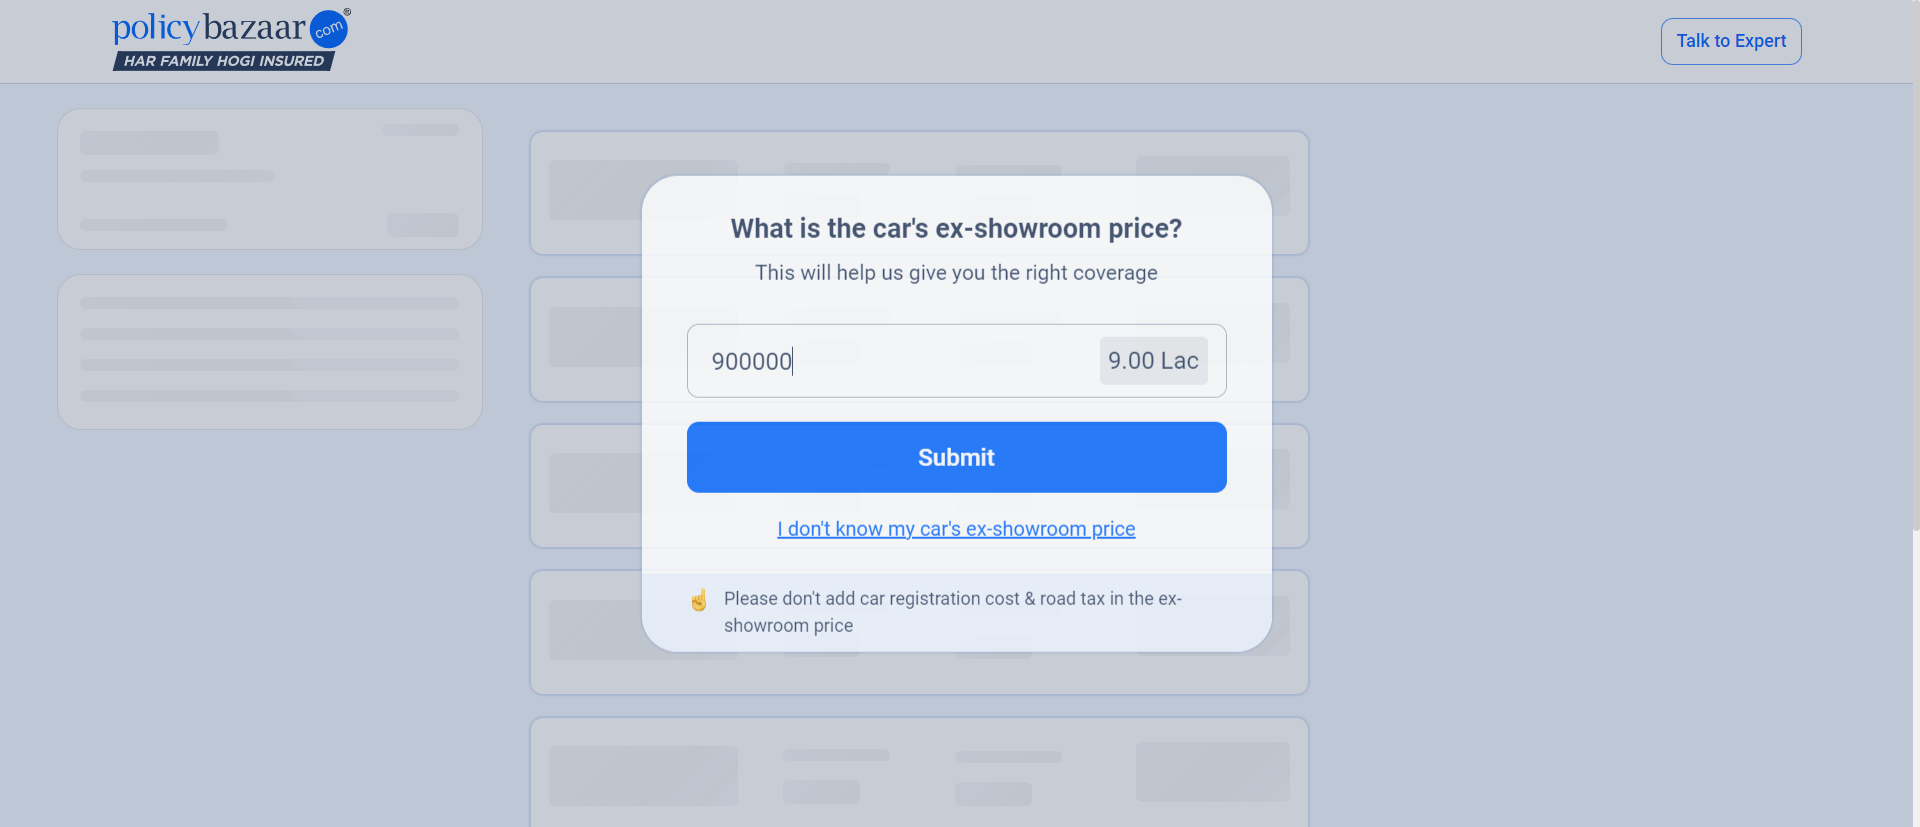 policybazaar com®
HAR FAMILY HOGI INSURED
Talk to Expert
What is the car's ex-showroom price?
This will help us give you the right coverage
900000
9.00 Lac
Submit
I don't know my car's ex-showroom price
☝ Please don't add car registration cost & road tax in the ex-
showroom price